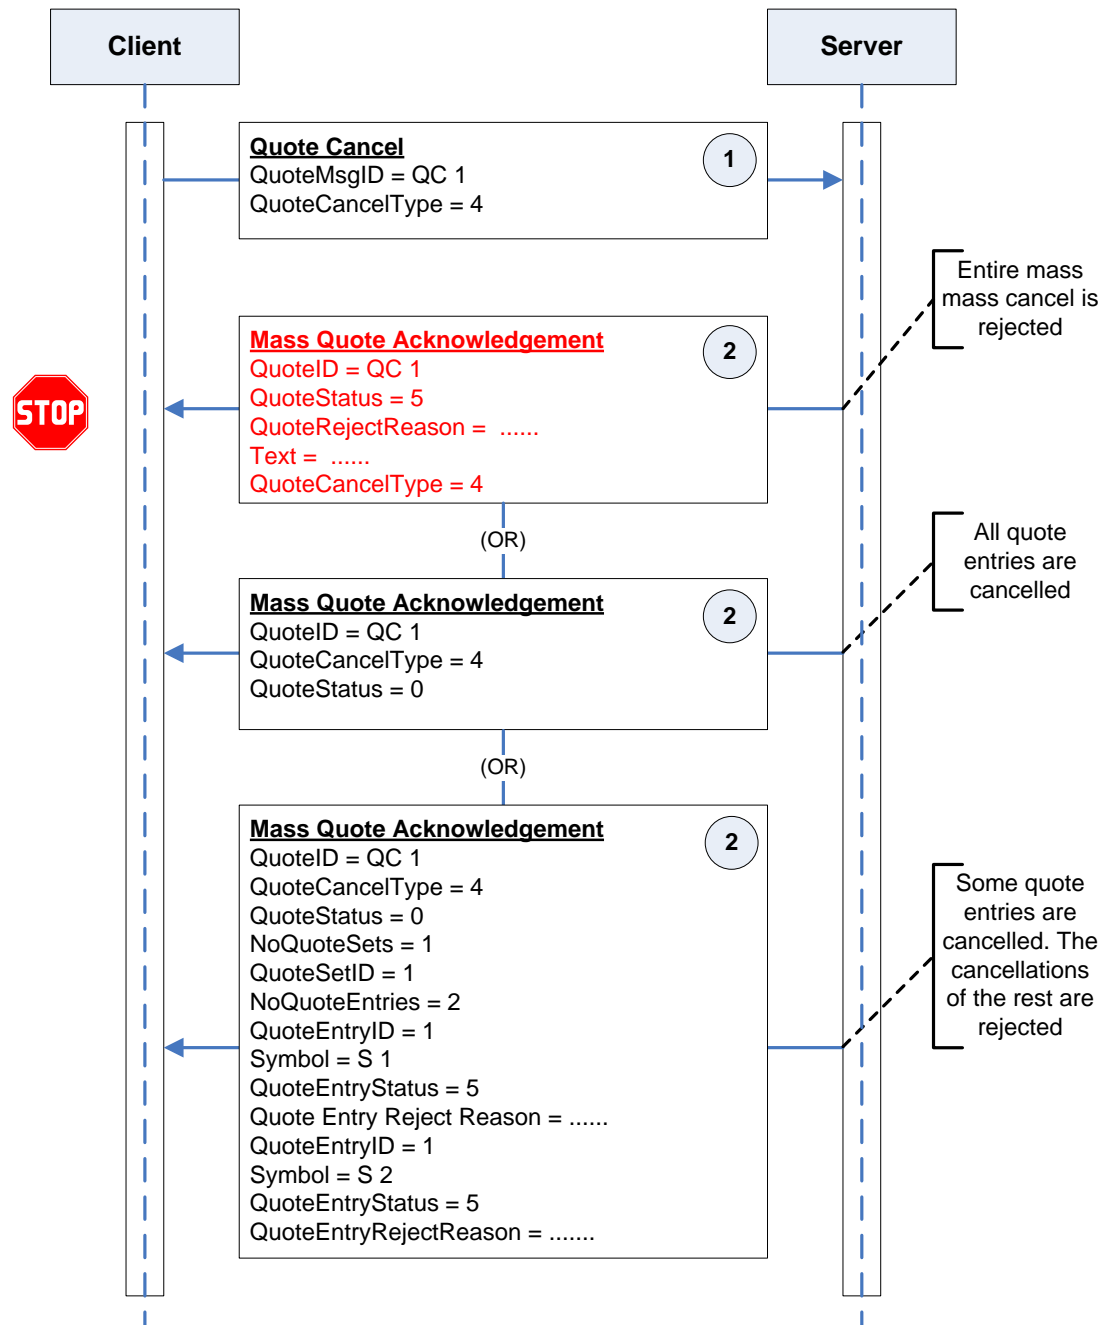 Client
Server
Quote Cancel
1
QuoteMsgID = QC 1
QuoteCancelType = 4
Entire mass
mass cancel is
rejected
Mass Quote Acknowledgement
2
QuoteID = QC 1
QuoteStatus = 5
QuoteRejectReason =  ......
Text =  ......
QuoteCancelType = 4
STOP
(OR)
All quote
entries are
cancelled
Mass Quote Acknowledgement
2
QuoteID = QC 1
QuoteCancelType = 4
QuoteStatus = 0
(OR)
Mass Quote Acknowledgement
2
QuoteID = QC 1
QuoteCancelType = 4
QuoteStatus = 0
NoQuoteSets = 1
QuoteSetID = 1
NoQuoteEntries = 2
QuoteEntryID = 1
Symbol = S 1
QuoteEntryStatus = 5
Quote Entry Reject Reason = ......
QuoteEntryID = 1
Symbol = S 2
QuoteEntryStatus = 5
QuoteEntryRejectReason = .......
Some quote
entries are
cancelled. The
cancellations
of the rest are
rejected